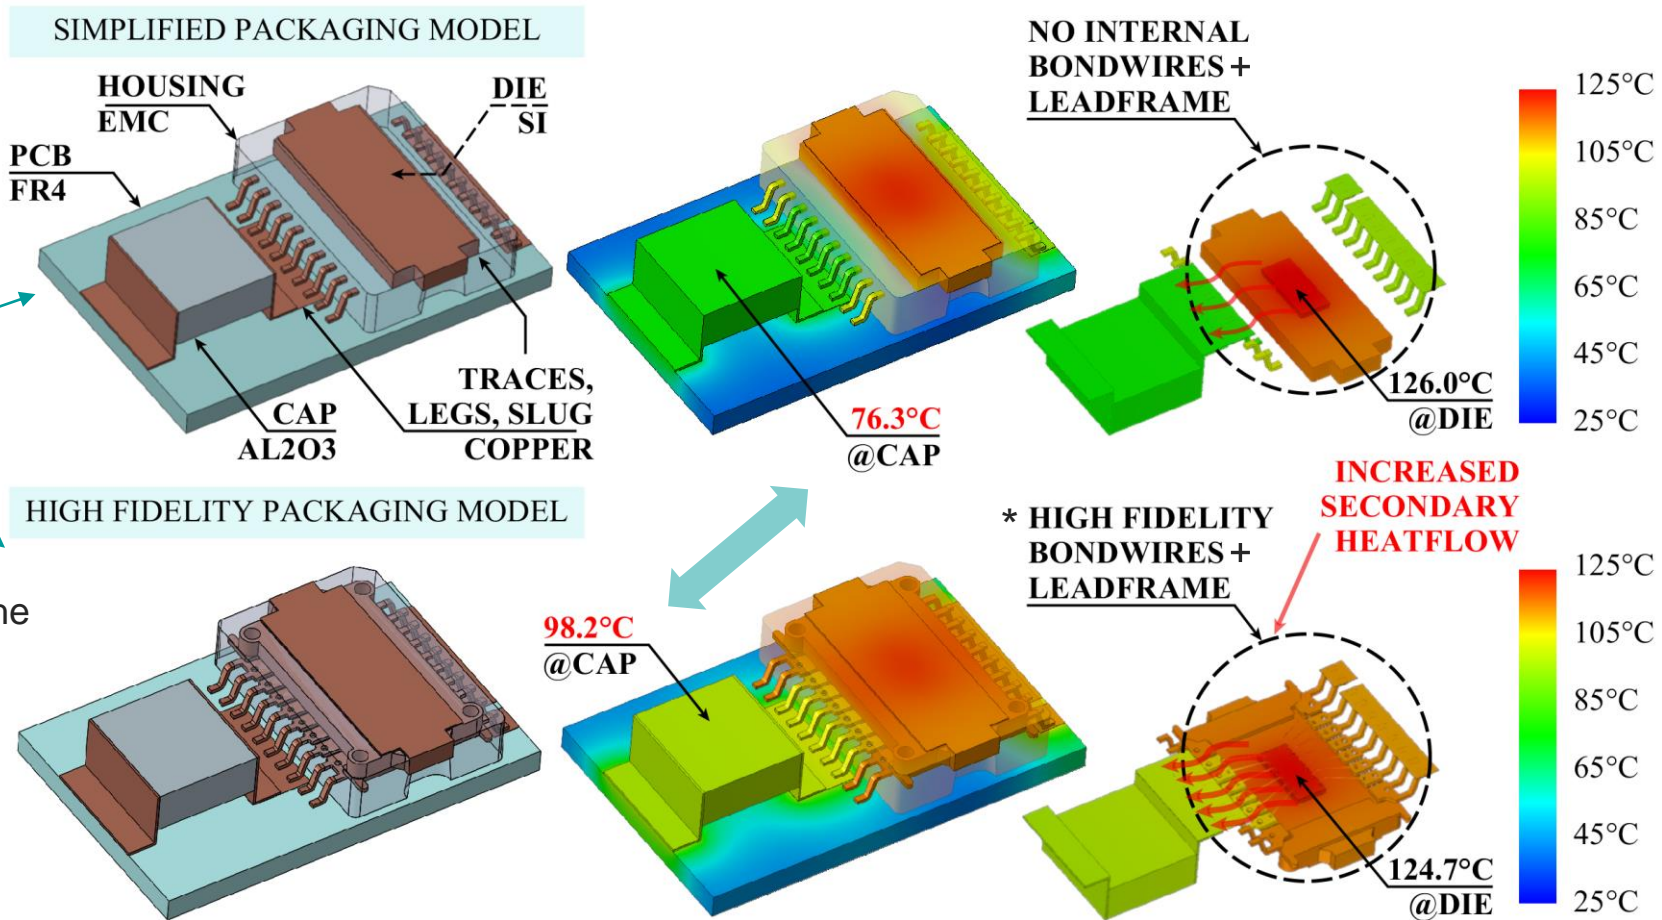 SIMPLIFIED PACKAGING MODEL
HOUSING
EMC
DIE
SI
PCB
FR4
CAP
AL2O3
TRACES,
LEGS, SLUG
COPPER
76.3°C
@CAP
NO INTERNAL
BONDWIRES +
LEADFRAME
126.0°C
@DIE
125°C
105°C
85°C
65°C
45°C
25°C
HIGH FIDELITY PACKAGING MODEL
ne
98.2°C
@CAP
* HIGH FIDELITY
BONDWIRES +
LEADFRAME
INCREASED
SECONDARY
HEATFLOW
124.7°C
@DIE
125°C
105°C
85°C
65°C
45°C
25°C